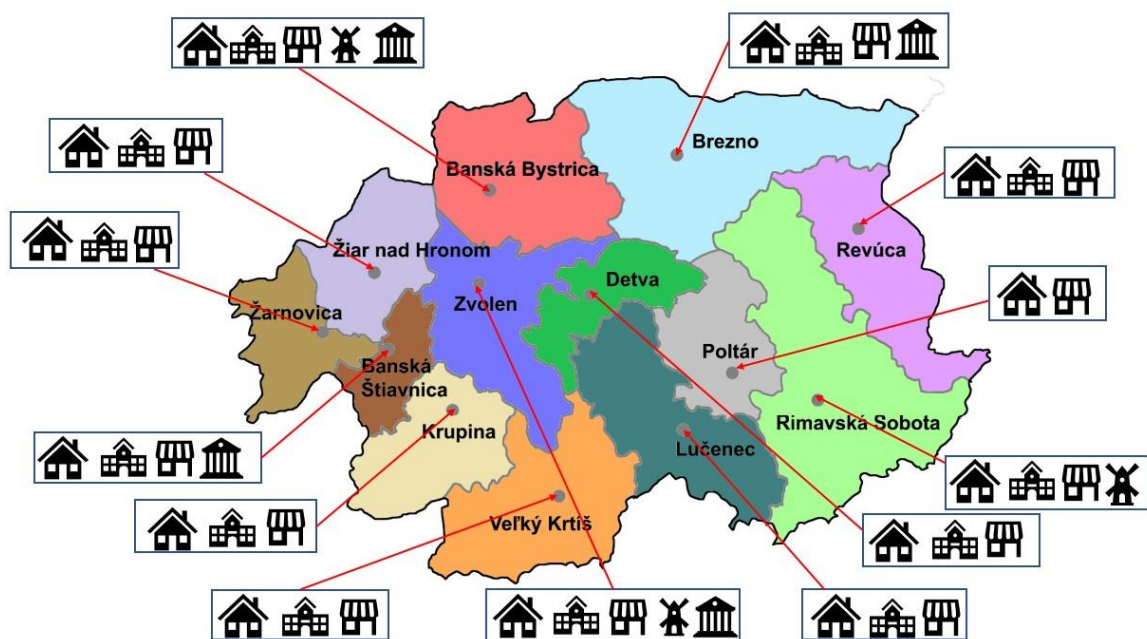 Brezno
Banská Bystrica
Revúca
Žiar nad Hronom
Detva
Zvolen
Žarnovica
Poltár
Banská
Štiavnica
Rimavská Sobota
Krupina
Lučenec
Veľký Krtíš